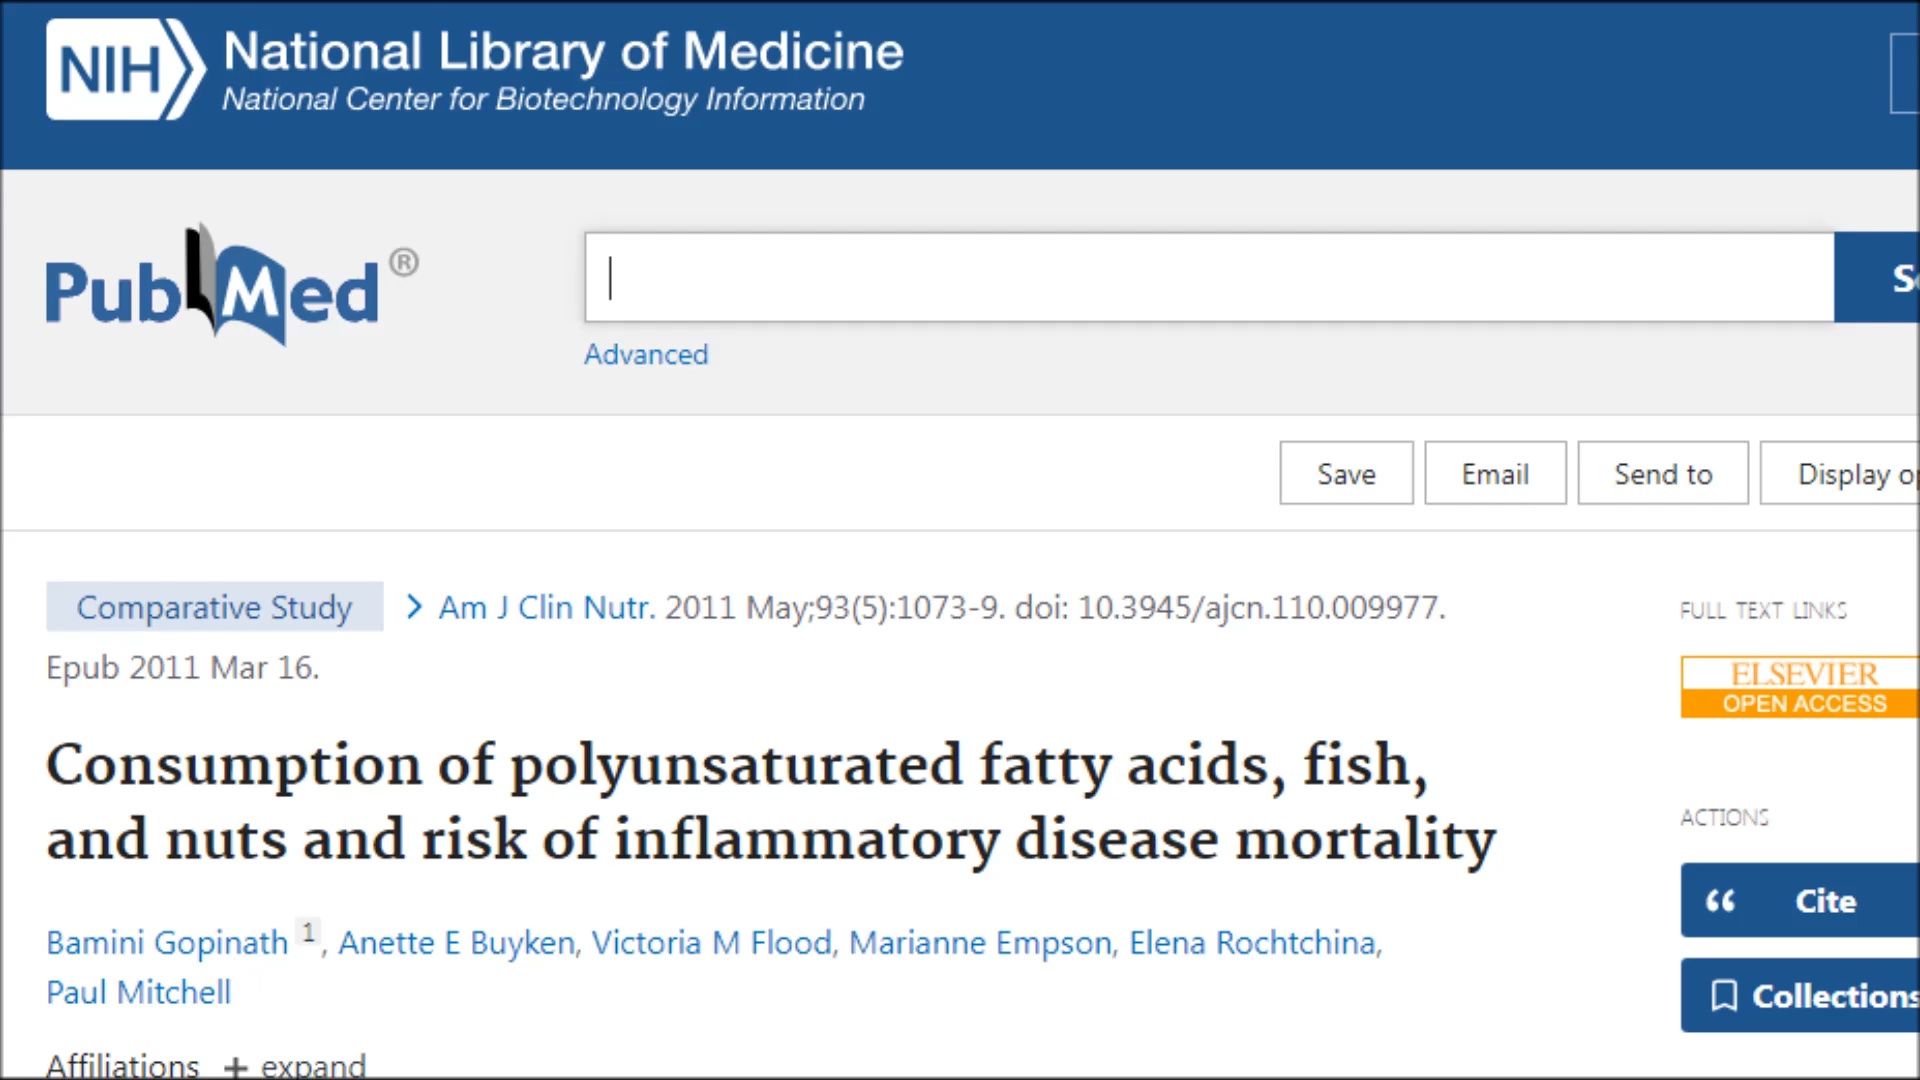 NIH National Library of Medicine
National Center for Biotechnology Information
PubMed®
Advanced
Save Email Send to Display
Comparative Study > Am J Clin Nutr. 2011 May;93(5):1073-9. doi: 10.3945/ajcn.110.009977.
Epub 2011 Mar 16.
FULL TEXT LINKS
ELSEVIER
OPEN ACCESS
Consumption of polyunsaturated fatty acids, fish,
and nuts and risk of inflammatory disease mortality
ACTIONS
Cite
Collections
Bamini Gopinath 1, Anette E Buyken, Victoria M Flood, Marianne Empson, Elena Rochtchina,
Paul Mitchell
Affiliations + expand